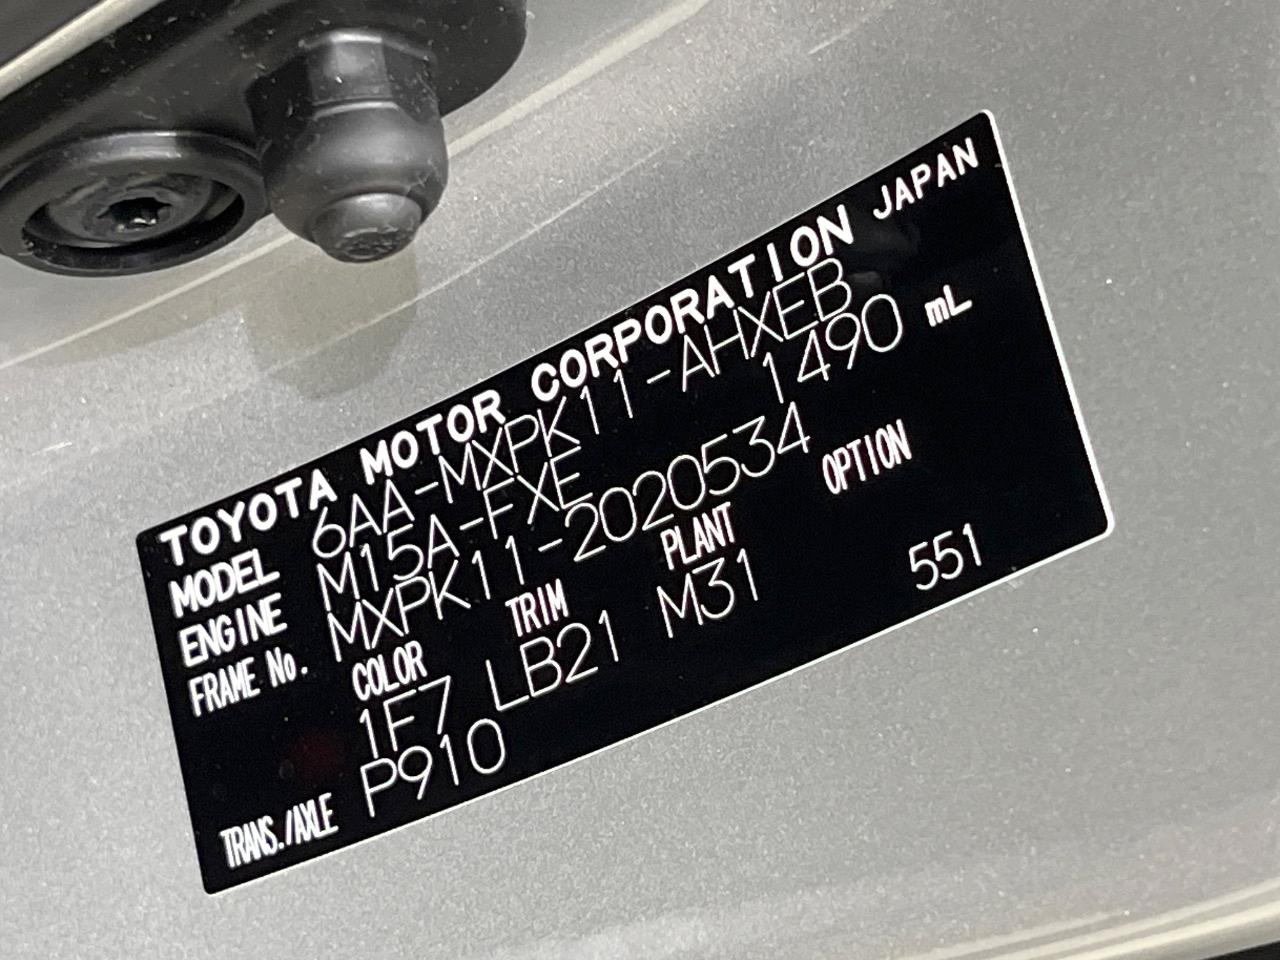 TOYOTA MOTOR CORPORATION JAPAN
MODEL 6AA-MXPK11-AHXEB
ENGINE M15A-FXE 1490 mL
FRAME No. MXPK11-2020534
COLOR TRIM PLANT OPTION
1F7 LB21 M31 551
TRANS./AXLE P910